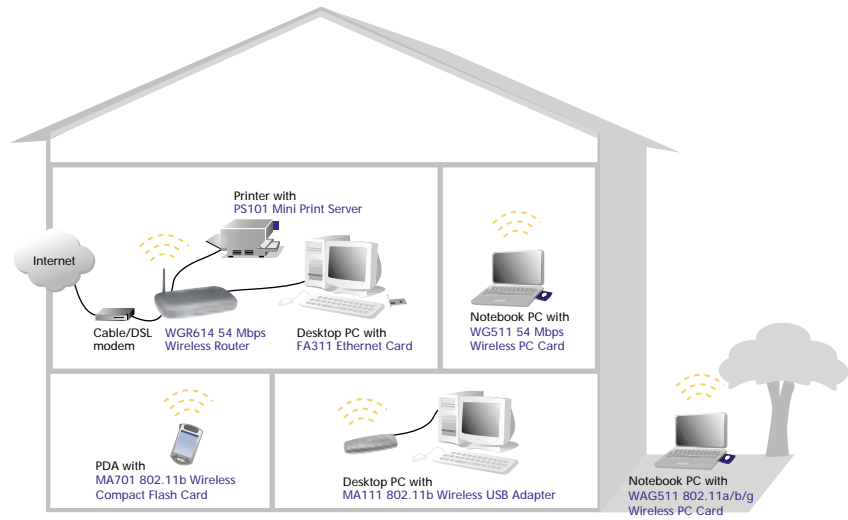 Printer with
PS101 Mini Print Server
Internet
Cable/DSL
modem
WGR614 54 Mbps
Wireless Router
Desktop PC with
FA311 Ethernet Card
Notebook PC with
WG511 54 Mbps
Wireless PC Card
PDA with
MA701 802.11b Wireless
Compact Flash Card
Desktop PC with
MA111 802.11b Wireless USB Adapter
Notebook PC with
WAG511 802.11a/b/g
Wireless PC Card